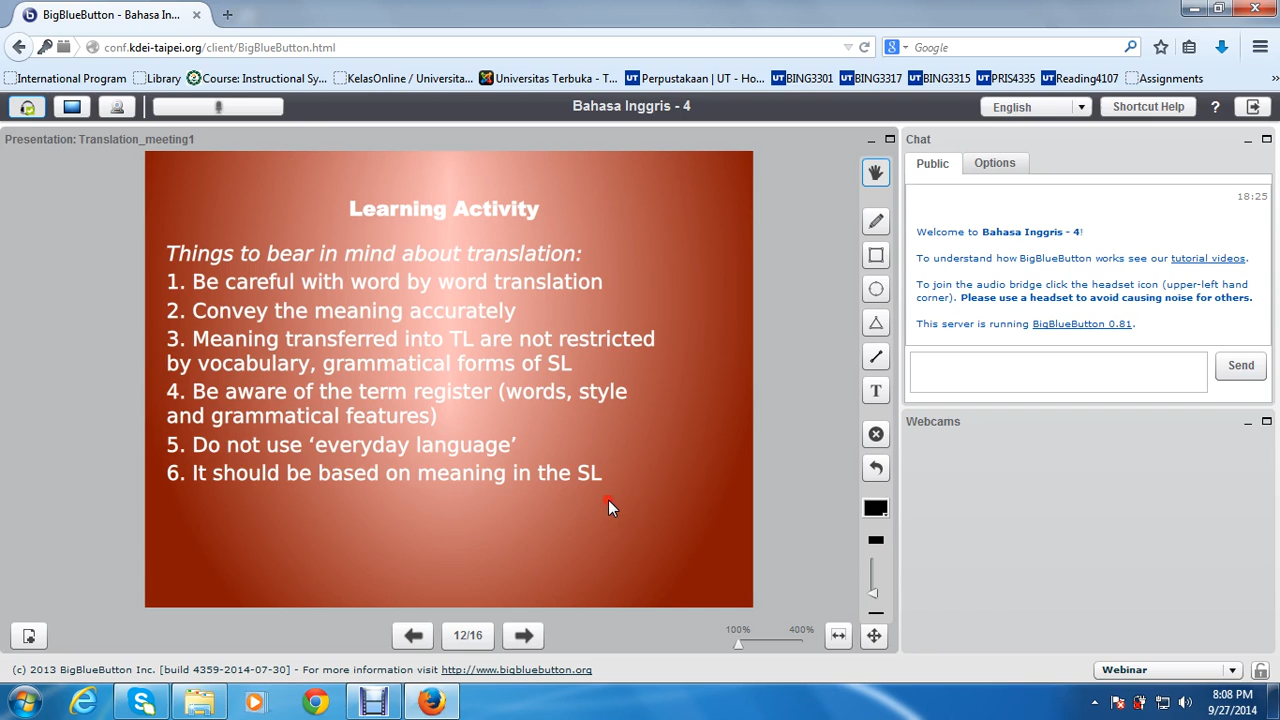 BigBlueButton - Bahasa In...
conf.kdei-taipei.org/client/BigBlueButton.html
Google
International Program
Library
Course: Instructional Sy...
KelasOnline / Universita...
Universitas Terbuka - T...
UT Perpustakaan | UT - Ho...
UT BING3301
UT BING3317
UT BING3315
UT PRIS4335
UT Reading4107
Assignments
Bahasa Inggris - 4
English
Shortcut Help
?
Presentation: Translation_meeting1
Learning Activity
Things to bear in mind about translation:
1. Be careful with word by word translation
2. Convey the meaning accurately
3. Meaning transferred into TL are not restricted
by vocabulary, grammatical forms of SL
4. Be aware of the term register (words, style
and grammatical features)
5. Do not use ‘everyday language’
6. It should be based on meaning in the SL
T
12/16
100%
400%
Chat
Public
Options
18:25
Welcome to Bahasa Inggris - 4!
To understand how BigBlueButton works see our tutorial videos.
To join the audio bridge click the headset icon (upper-left hand
corner). Please use a headset to avoid causing noise for others.
This server is running BigBlueButton 0.81.
Send
Webcams
(c) 2013 BigBlueButton Inc. [build 4359-2014-07-30] - For more information visit http://www.bigbluebutton.org
Webinar
8:08 PM
9/27/2014